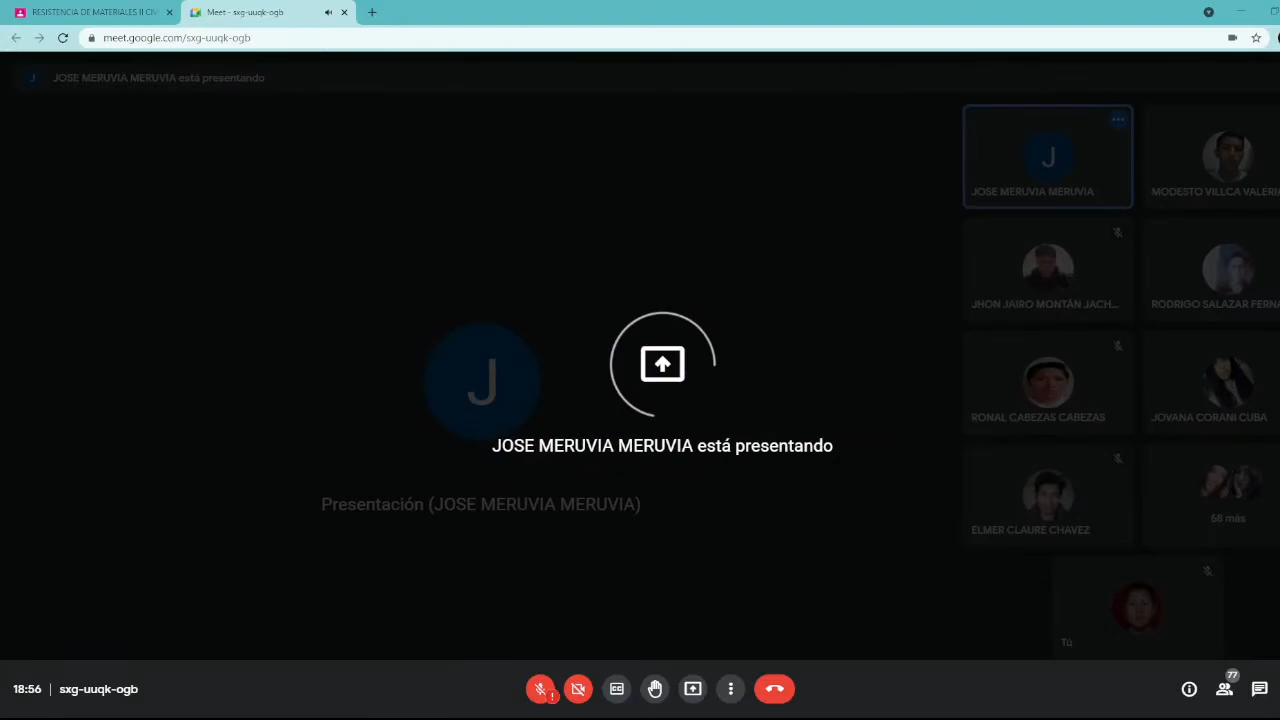 RESISTENCIA DE MATERIALES II CIV
Meet - sxg-uuqk-ogb
meet.google.com/sxg-uuqk-ogb
J
JOSE MERUVIA MERUVIA está presentando
J
JOSE MERUVIA MERUVIA
MODESTO VILLCA VALERIA
JHON JAIRO MONTÁN JACH...
RODRIGO SALAZAR FERNA
J
JOSE MERUVIA MERUVIA está presentando
RONAL CABEZAS CABEZAS
JOVANA CORANI CUBA
Presentación (JOSE MERUVIA MERUVIA)
ELMER CLAURE CHAVEZ
68 más
Tú
18:56
sxg-uuqk-ogb
CC
77